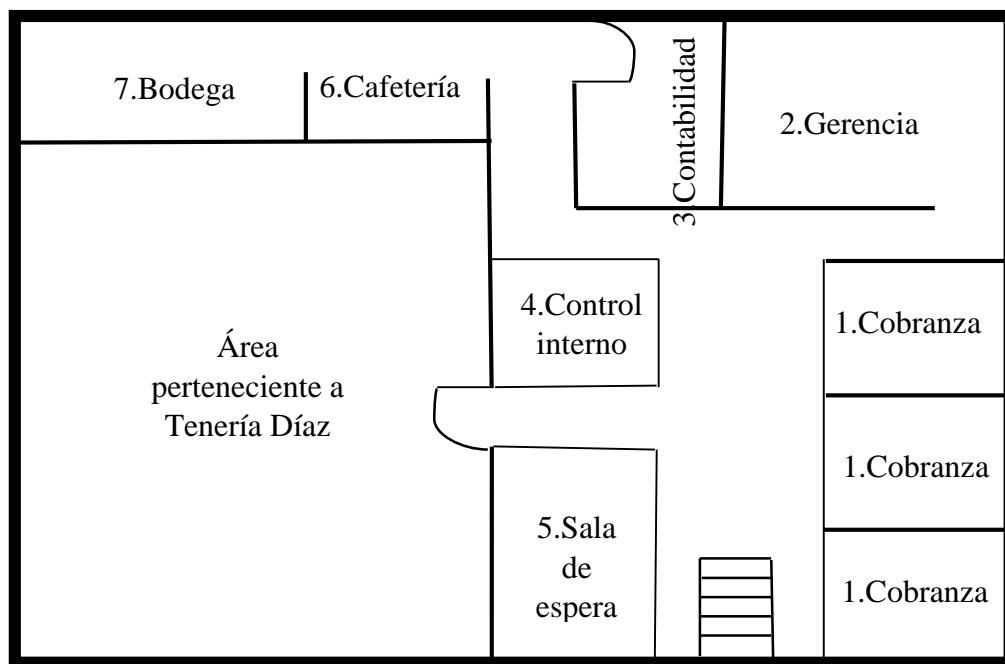 7.Bodega
6.Cafetería
3.Contabilidad
2.Gerencia
4.Control
interno
1.Cobranza
Área
perteneciente a
Tenería Díaz
1.Cobranza
5.Sala
de
espera
1.Cobranza